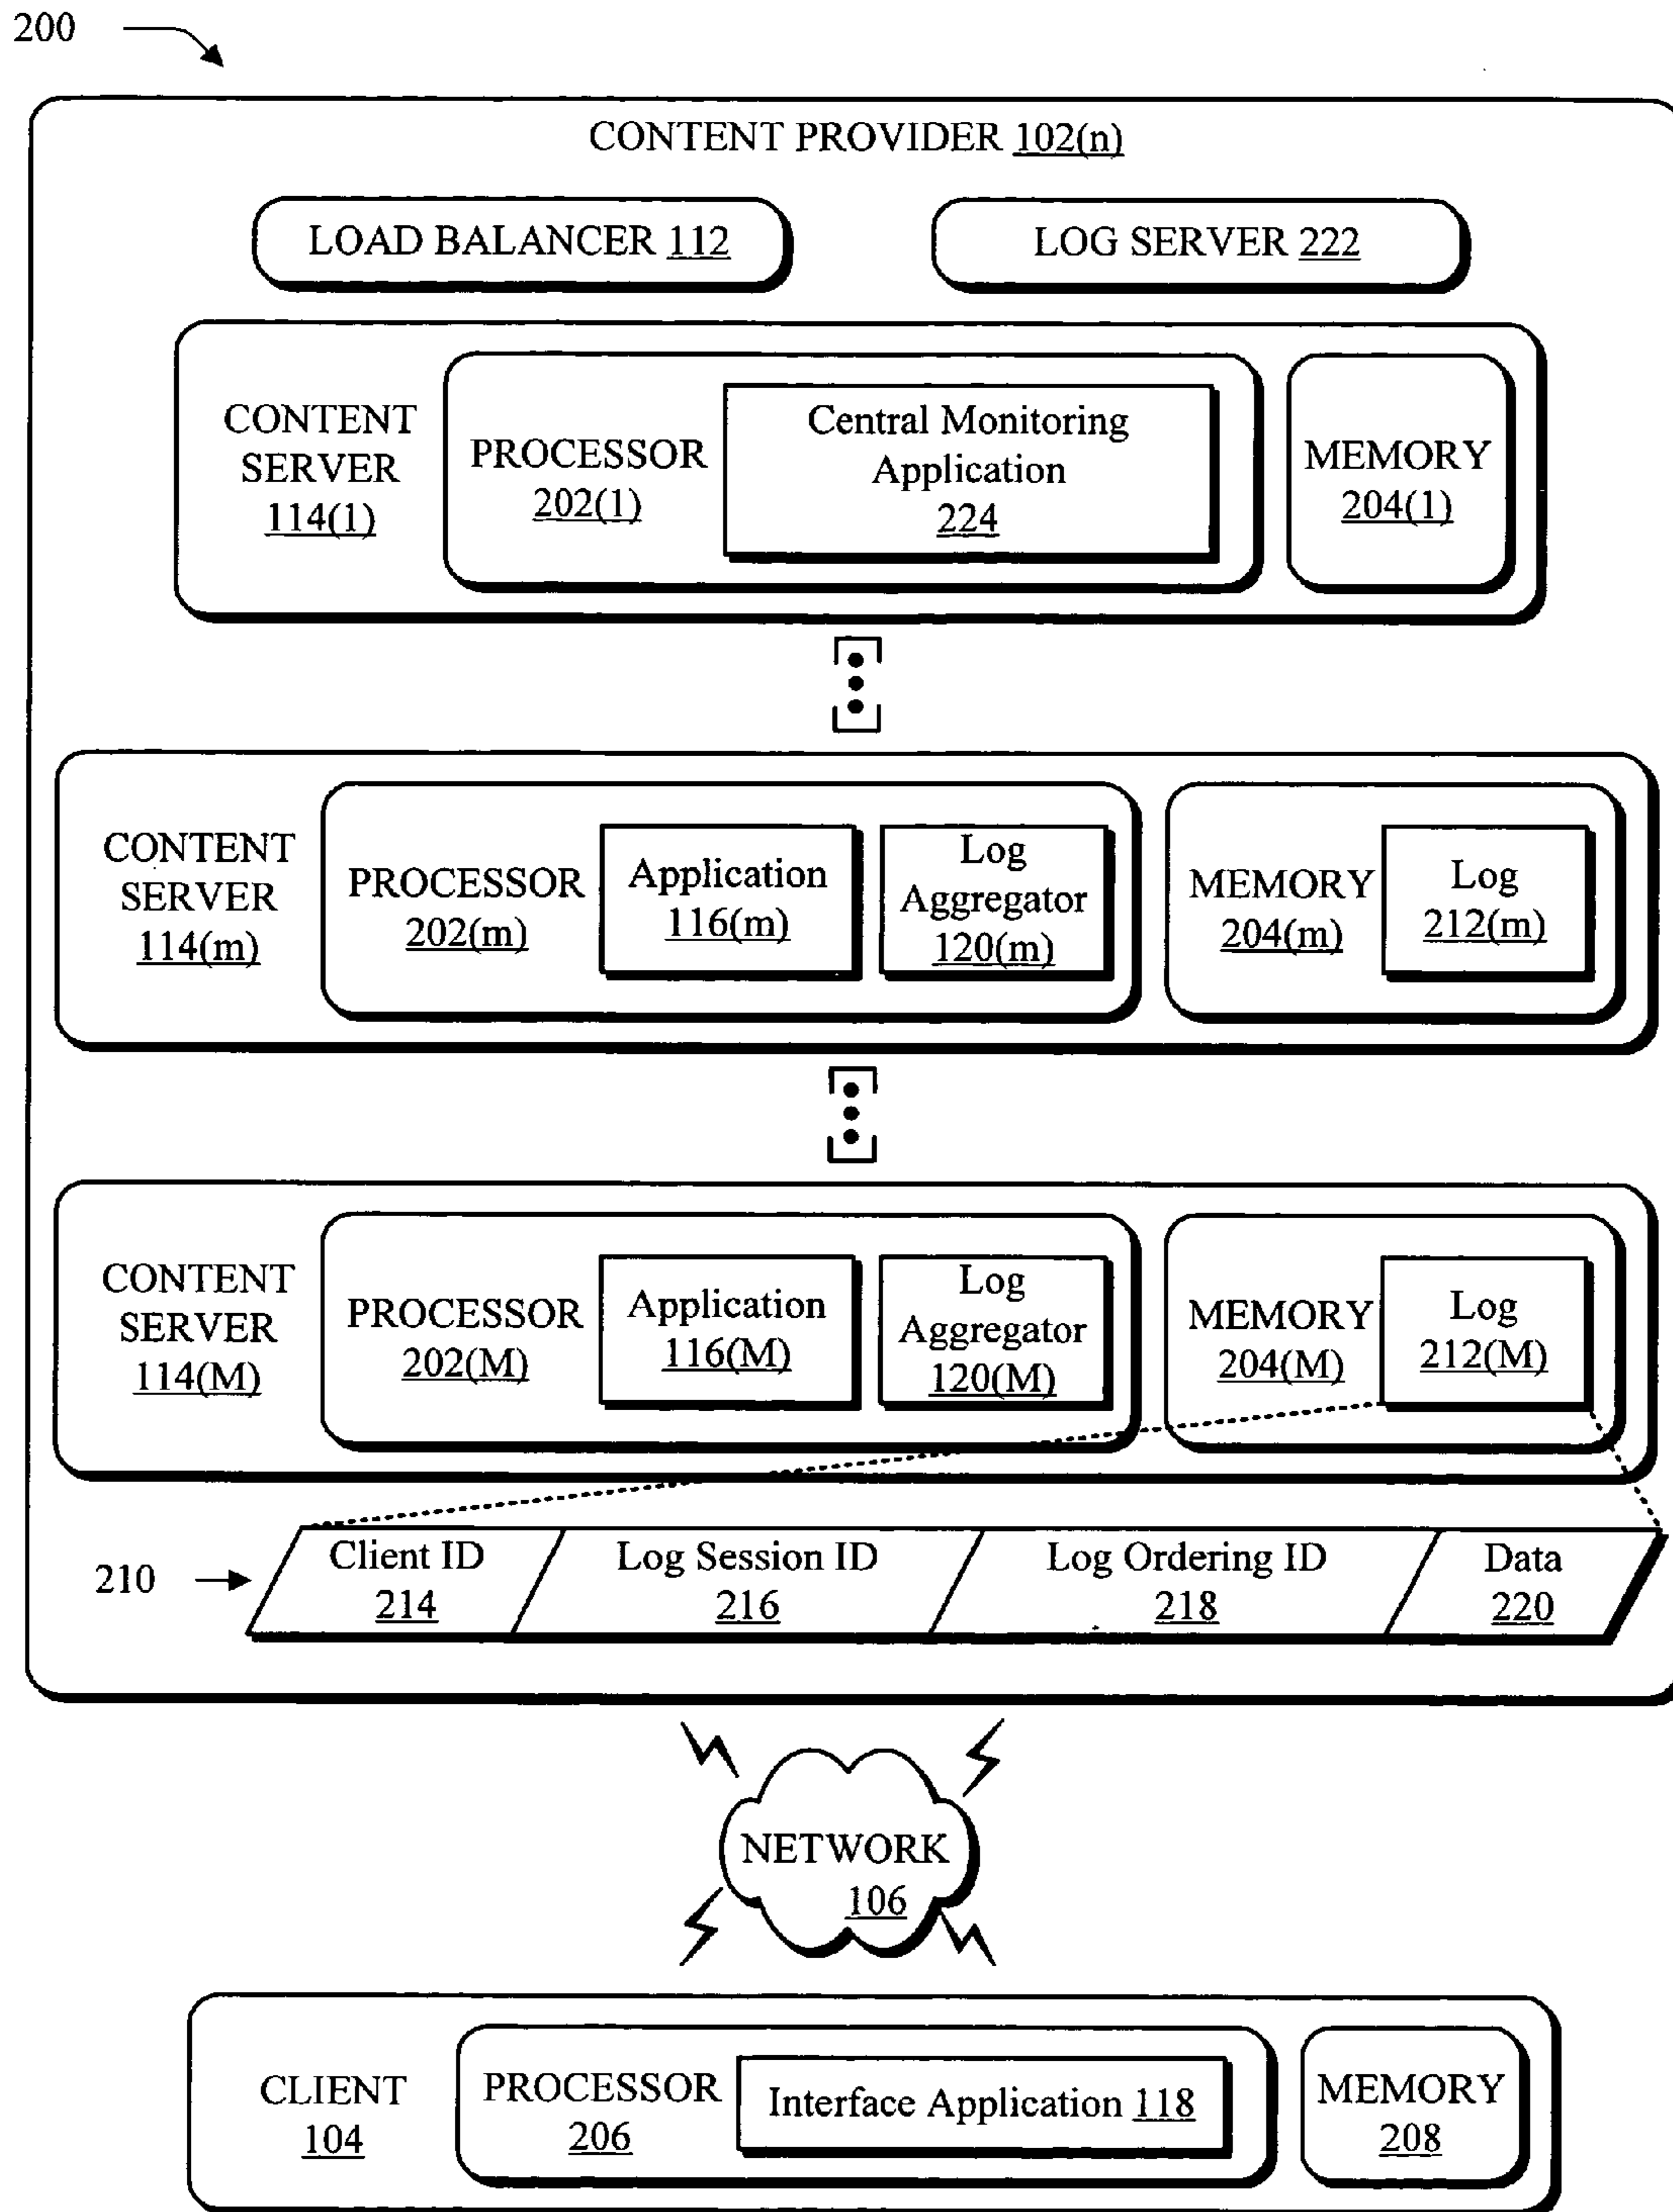 200
CONTENT PROVIDER 102(n)
LOAD BALANCER 112
LOG SERVER 222
CONTENT
SERVER
114(1)
PROCESSOR
202(1)
Central Monitoring
Application
224
MEMORY
204(1)
CONTENT
SERVER
114(m)
PROCESSOR
202(m)
Application
116(m)
Log
Aggregator
120(m)
MEMORY
204(m)
Log
212(m)
CONTENT
SERVER
114(M)
PROCESSOR
202(M)
Application
116(M)
Log
Aggregator
120(M)
MEMORY
204(M)
Log
212(M)
210
Client ID
214
Log Session ID
216
Log Ordering ID
218
Data
220
NETWORK
106
CLIENT
104
PROCESSOR
206
Interface Application 118
MEMORY
208